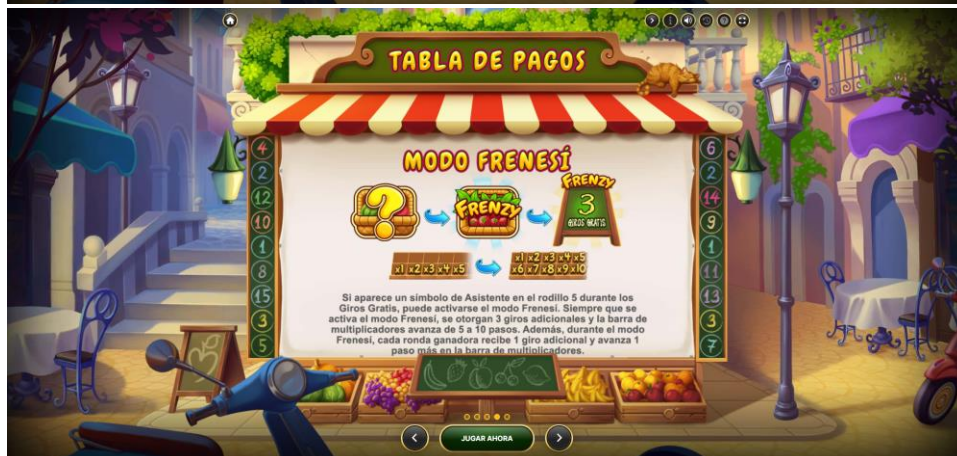 TABLA DE PAGOS
MODO FRENESÍ
?
FRENZY
FRENZY
3
GIROS GRATIS
x1 x2 x3 x4 x5
x1 x2 x3 x4 x5
x6 x7 x8 x9 x10
Si aparece un símbolo de Asistente en el rodillo 5 durante los
Giros Gratis, puede activarse el modo Frenesí. Siempre que se
activa el modo Frenesí, se otorgan 3 giros adicionales y la barra de
multiplicadores avanza de 5 a 10 pasos. Además, durante el modo
Frenesí, cada ronda ganadora recibe 1 giro adicional y avanza 1
paso más en la barra de multiplicadores.
4
2
12
10
1
8
15
3
5
6
2
14
9
1
11
13
3
7
JUGAR AHORA